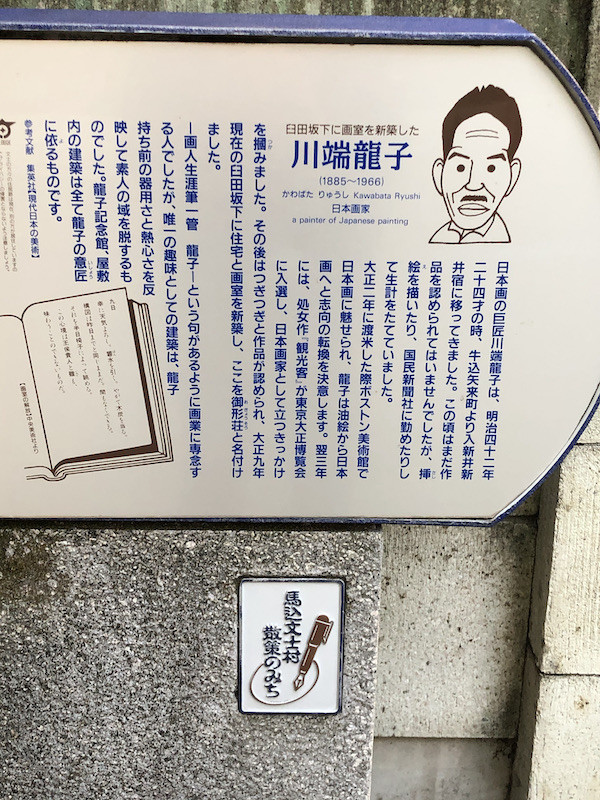 臼田坂下に画室を新築した
川端龍子
(1885〜1966)
かわばた りゅうし Kawabata Ryushi
日本画家
a painter of Japanese painting
日本画の巨匠川端龍子は、明治四十二年
二十四才の時、牛込矢来町より入新井新
井宿に移ってきました。この頃はまだ作
品を認められてはいませんでしたが、挿
絵を描いたり、国民新聞社に勤めたりし
て生計をたてていました。
大正二年に渡米した際ボストン美術館で
日本画に魅せられ、龍子は油絵から日本
画へと志向の転換を決意します。翌三年
には、処女作『観光客』が東京大正博覧会
に入選し、日本画家として立つきっかけ
を摑みました。その後はつぎつぎと作品が認められ、大正九年
現在の臼田坂下に住宅と画室を新築し、ここを御形荘と名付け
ました。
―画人生涯筆一管 龍子―という句があるように画業に専念す
る人でしたが、唯一の趣味としての建築は、龍子
持ち前の器用さと熱心さを反
映して素人の域を脱するも
のでした。龍子記念館、屋敷
内の建築は全て龍子の意匠
に依るものです。
参考文献 集英社『現代日本の美術』
九日
【画室の解放】中央美術社より
馬込文士村
散策のみち